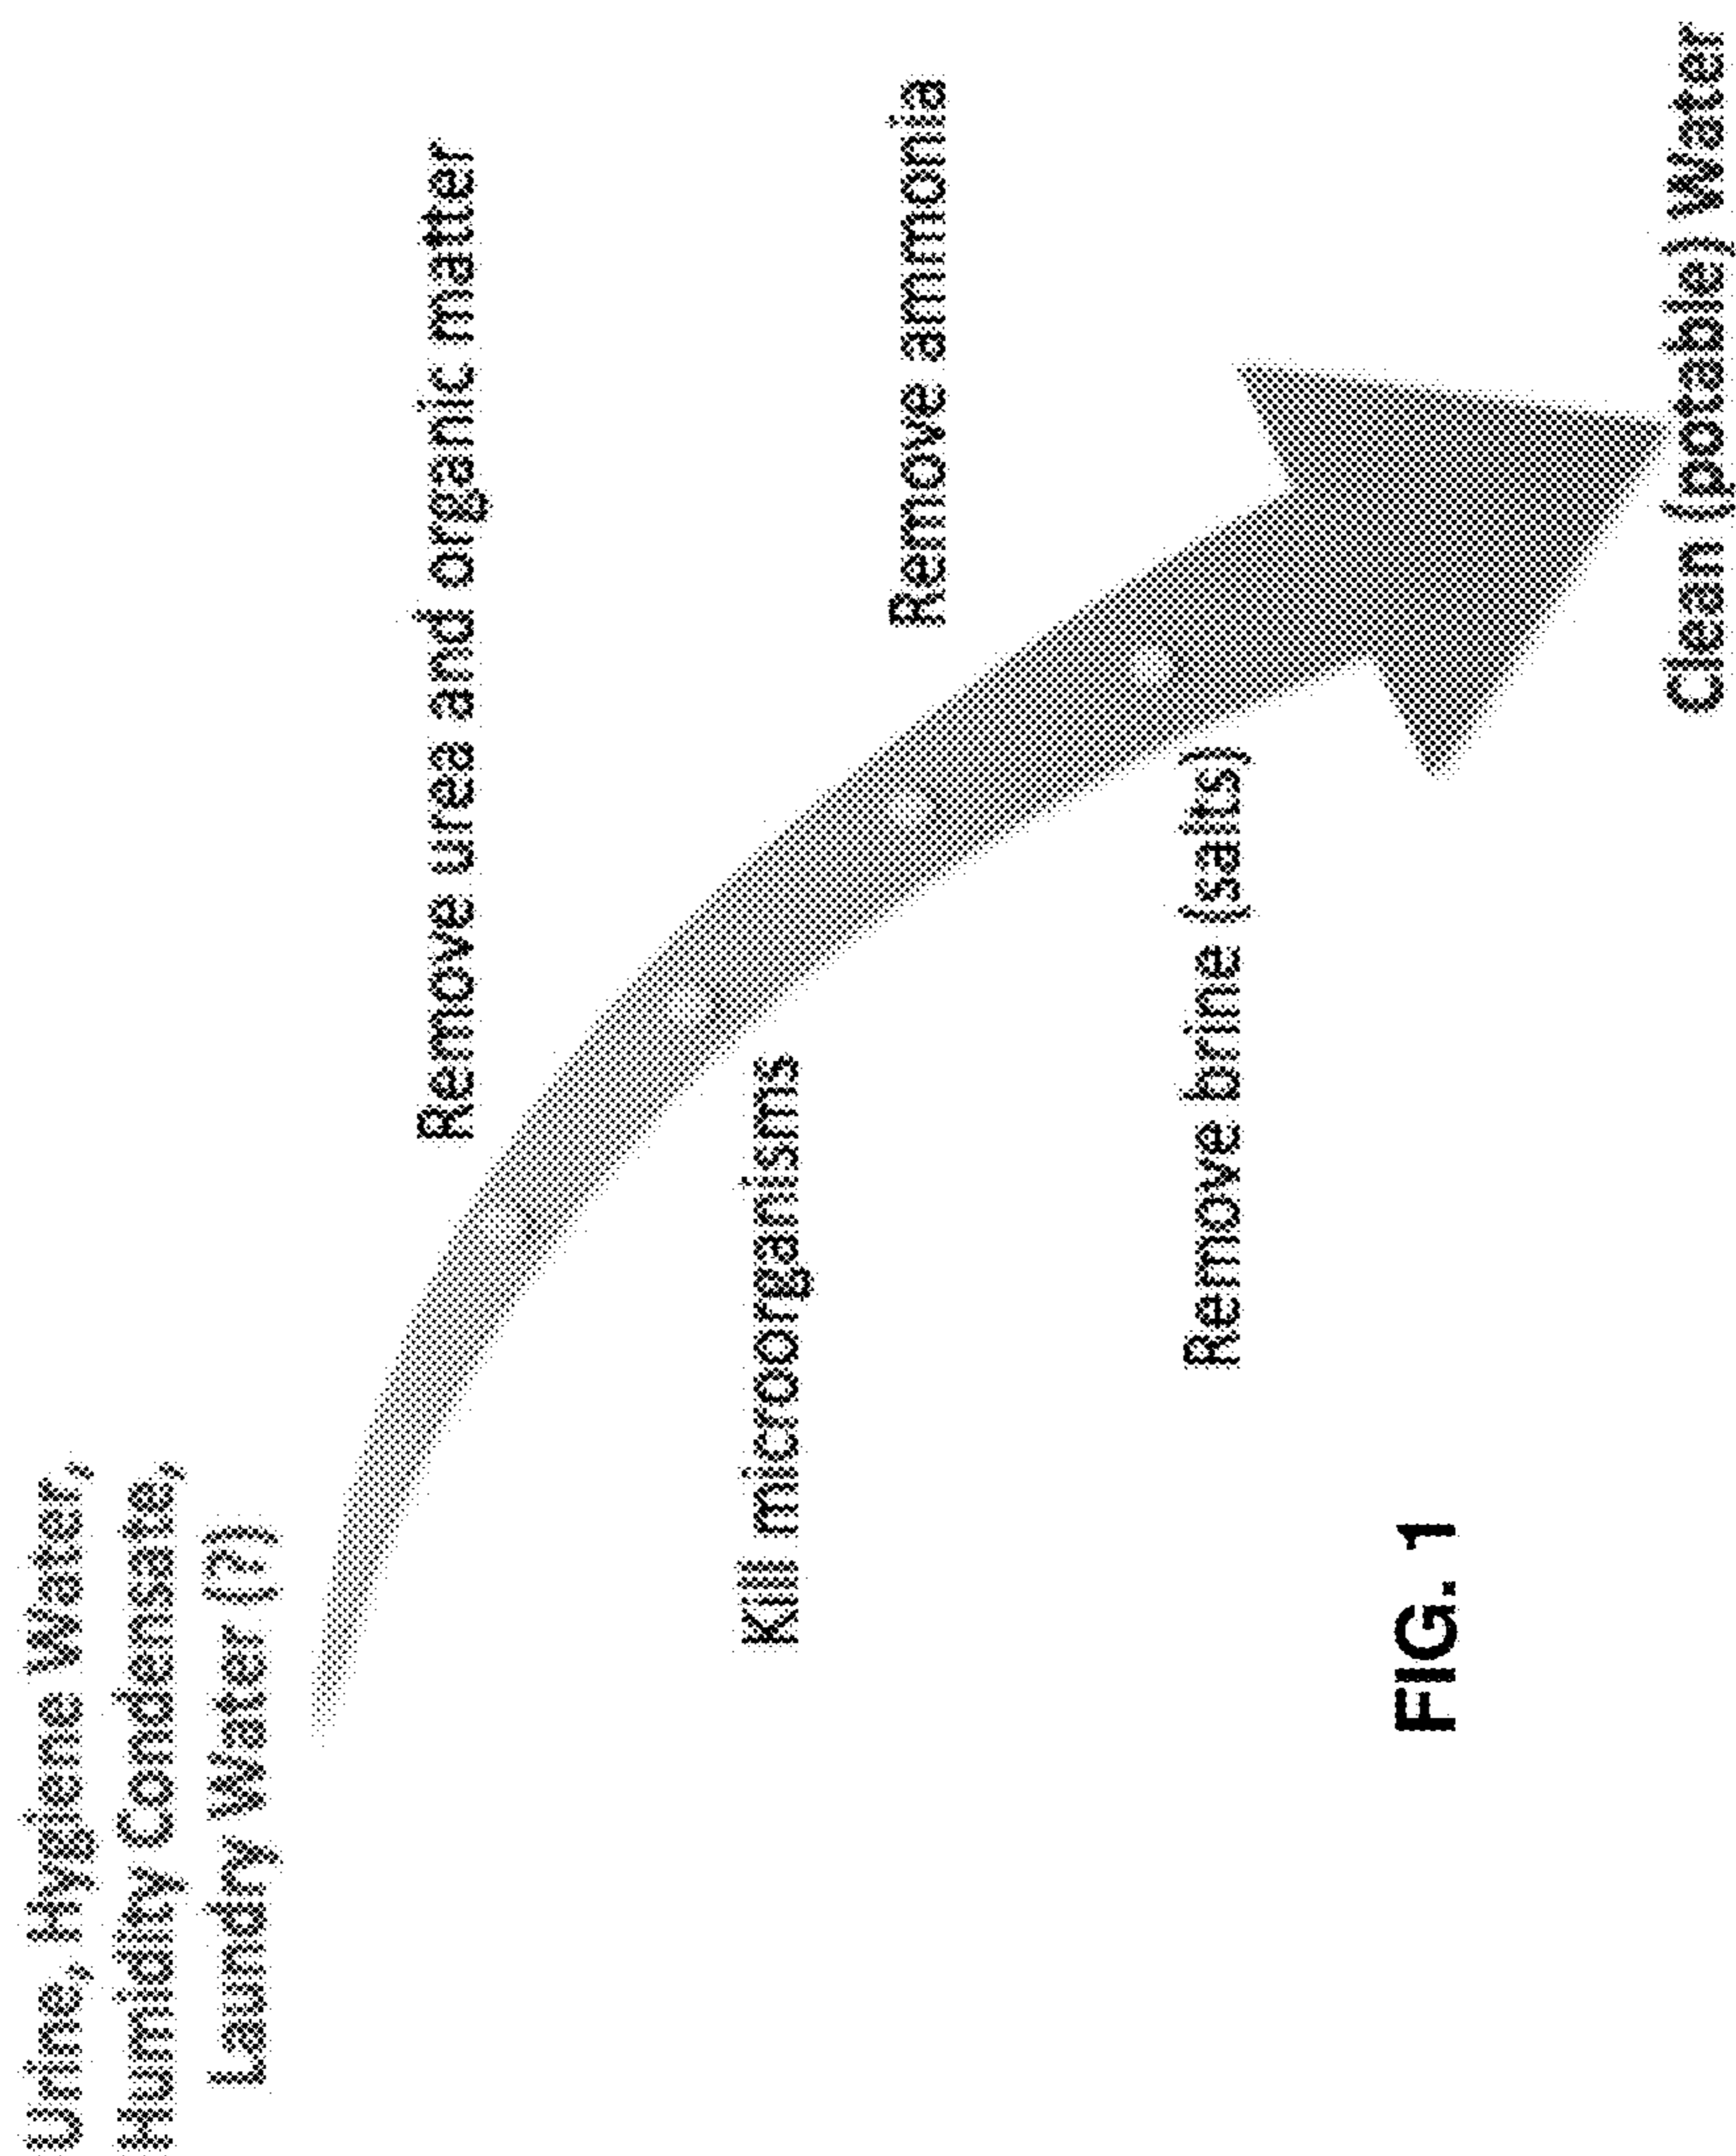 Urine, Hygiene Water,
Humidity Condensate,
Laundry Water (?)
Remove urea and organic matter
Kill microorganisms
Remove ammonia
Remove brine (salts)
Clean (potable) Water
FIG. 1